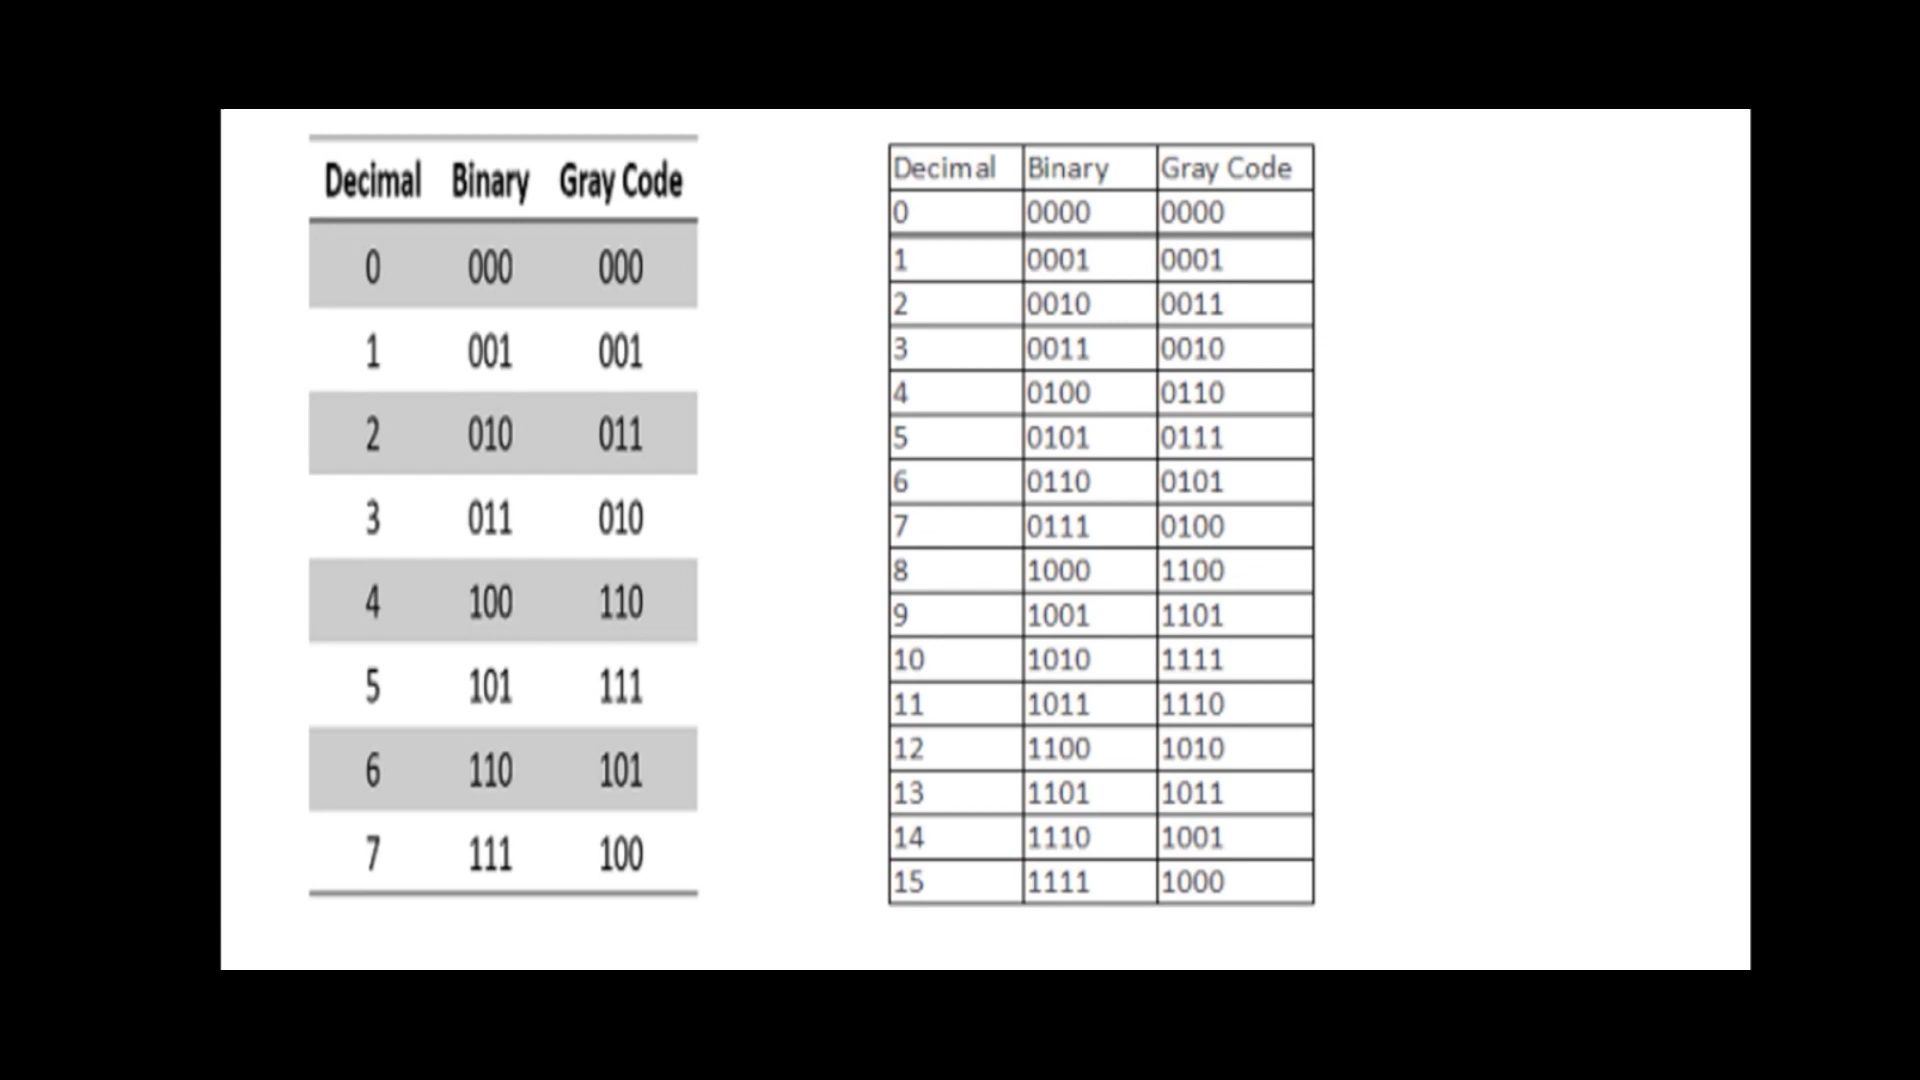 Decimal Binary Gray Code
0 000 000
1 001 001
2 010 011
3 011 010
4 100 110
5 101 111
6 110 101
7 111 100
Decimal Binary Gray Code
0 0000 0000
1 0001 0001
2 0010 0011
3 0011 0010
4 0100 0110
5 0101 0111
6 0110 0101
7 0111 0100
8 1000 1100
9 1001 1101
10 1010 1111
11 1011 1110
12 1100 1010
13 1101 1011
14 1110 1001
15 1111 1000